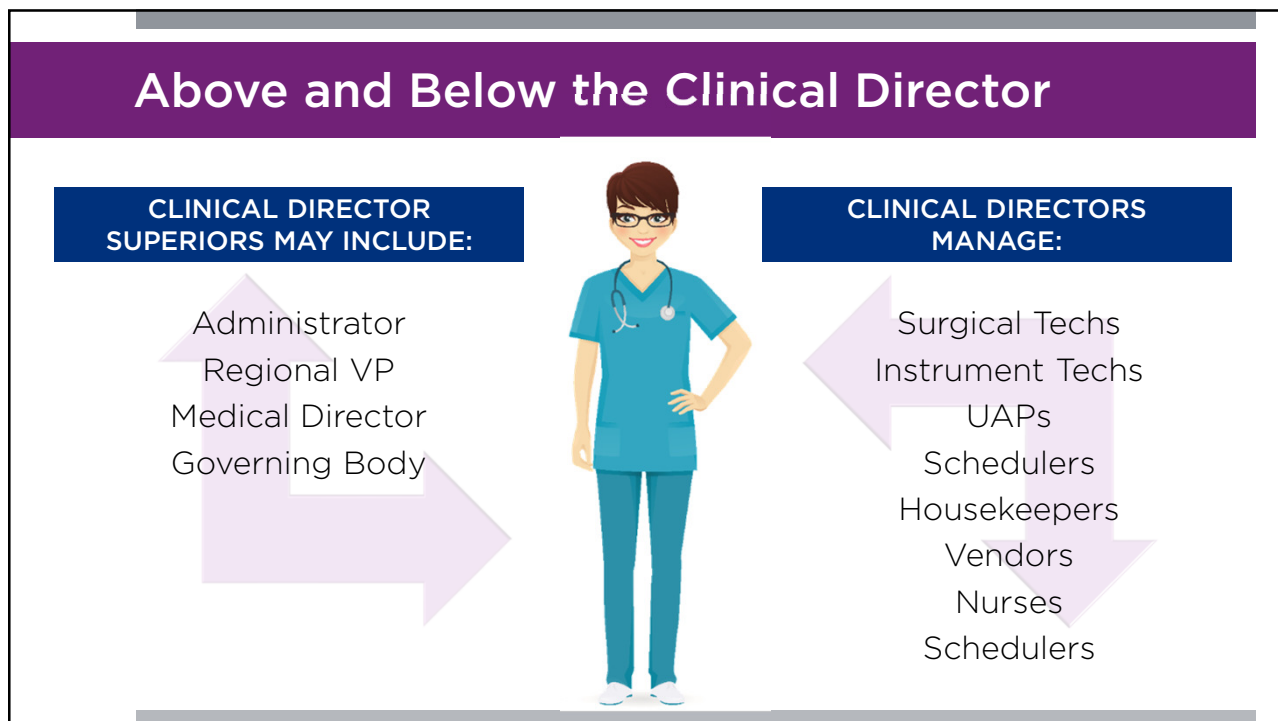 Above and Below the Clinical Director
CLINICAL DIRECTOR
SUPERIORS MAY INCLUDE:
Administrator
Regional VP
Medical Director
Governing Body
CLINICAL DIRECTORS
MANAGE:
Surgical Techs
Instrument Techs
UAPs
Schedulers
Housekeepers
Vendors
Nurses
Schedulers